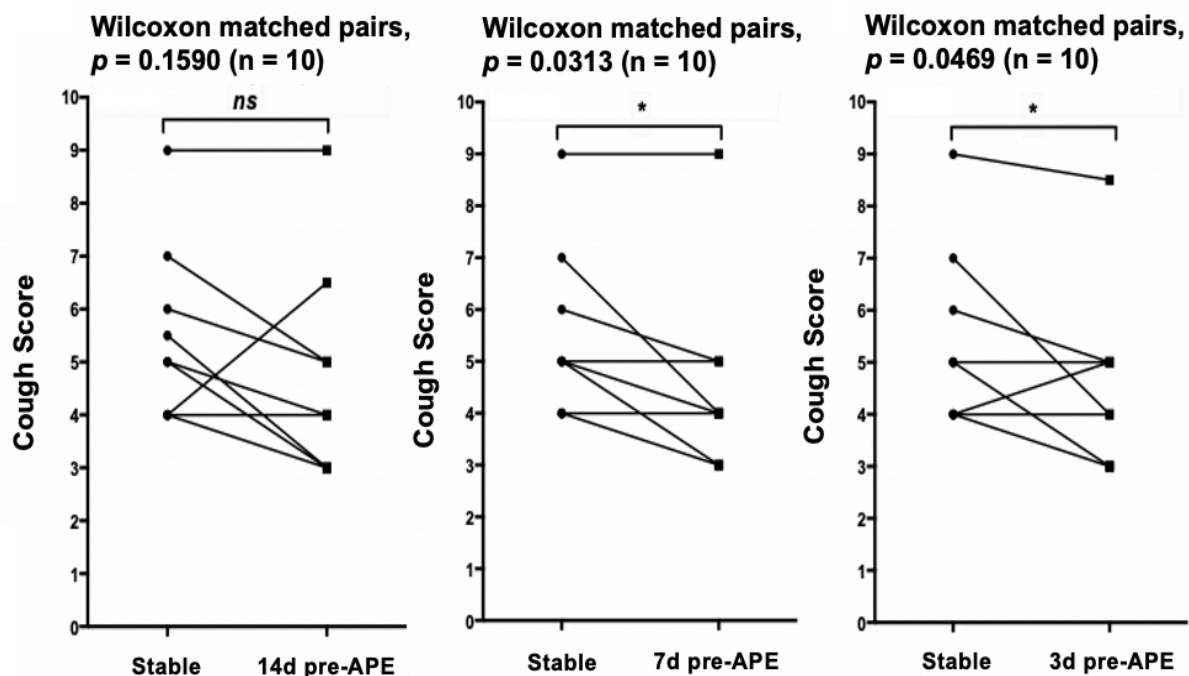 Wilcoxon matched pairs,
p = 0.1590 (n = 10)
ns
10
9
8
7
6
5
4
3
2
1
0
Cough Score
Stable 14d pre-APE
Wilcoxon matched pairs,
p = 0.0313 (n = 10)
*
10
9
8
7
6
5
4
3
2
1
0
Cough Score
Stable 7d pre-APE
Wilcoxon matched pairs,
p = 0.0469 (n = 10)
*
10
9
8
7
6
5
4
3
2
1
0
Cough Score
Stable 3d pre-APE